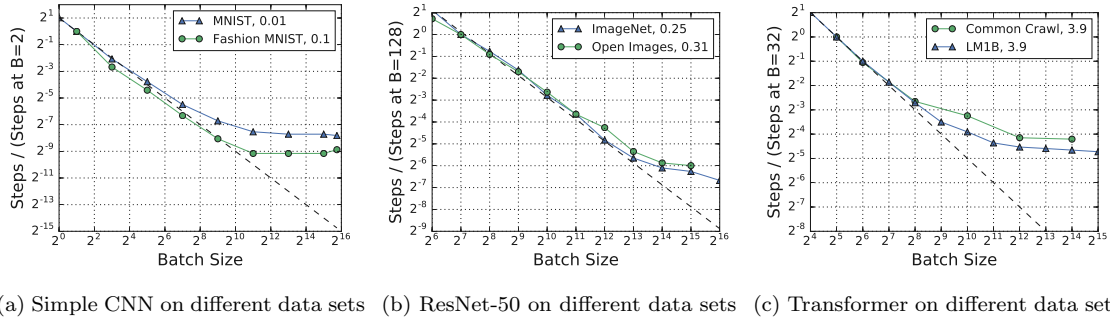 MNIST, 0.01
Fashion MNIST, 0.1
Steps / (Steps at B=2)
2^1
2^-1
2^-3
2^-5
2^-7
2^-9
2^-11
2^-13
2^-15
2^0 2^2 2^4 2^6 2^8 2^10 2^12 2^14 2^16
Batch Size
(a) Simple CNN on different data sets
ImageNet, 0.25
Open Images, 0.31
Steps / (Steps at B=128)
2^1
2^0
2^-1
2^-2
2^-3
2^-4
2^-5
2^-6
2^-7
2^-8
2^-9
2^6 2^7 2^8 2^9 2^10 2^11 2^12 2^13 2^14 2^15 2^16
Batch Size
(b) ResNet-50 on different data sets
Common Crawl, 3.9
LM1B, 3.9
Steps / (Steps at B=32)
2^1
2^0
2^-1
2^-2
2^-3
2^-4
2^-5
2^-6
2^-7
2^-8
2^4 2^5 2^6 2^7 2^8 2^9 2^10 2^11 2^12 2^13 2^14 2^15
Batch Size
(c) Transformer on different data set